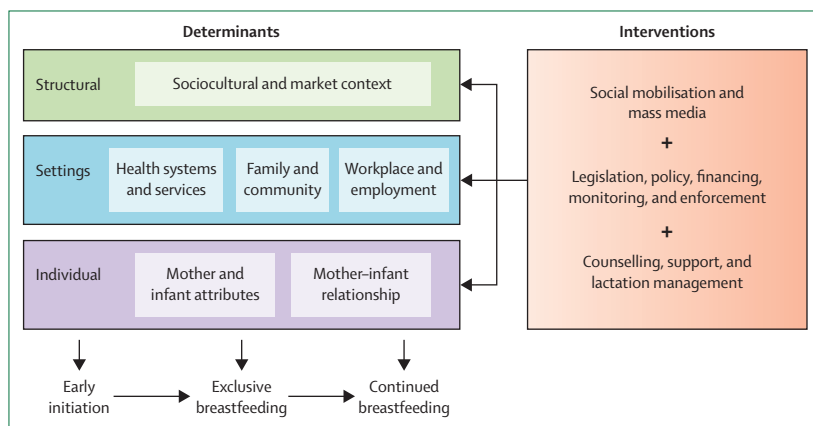 Determinants
Structural
Sociocultural and market context
Settings
Health systems
and services
Family and
community
Workplace and
employment
Individual
Mother and
infant attributes
Mother–infant
relationship
Early
initiation
Exclusive
breastfeeding
Continued
breastfeeding
Interventions
Social mobilisation and
mass media
+
Legislation, policy, financing,
monitoring, and enforcement
+
Counselling, support, and
lactation management